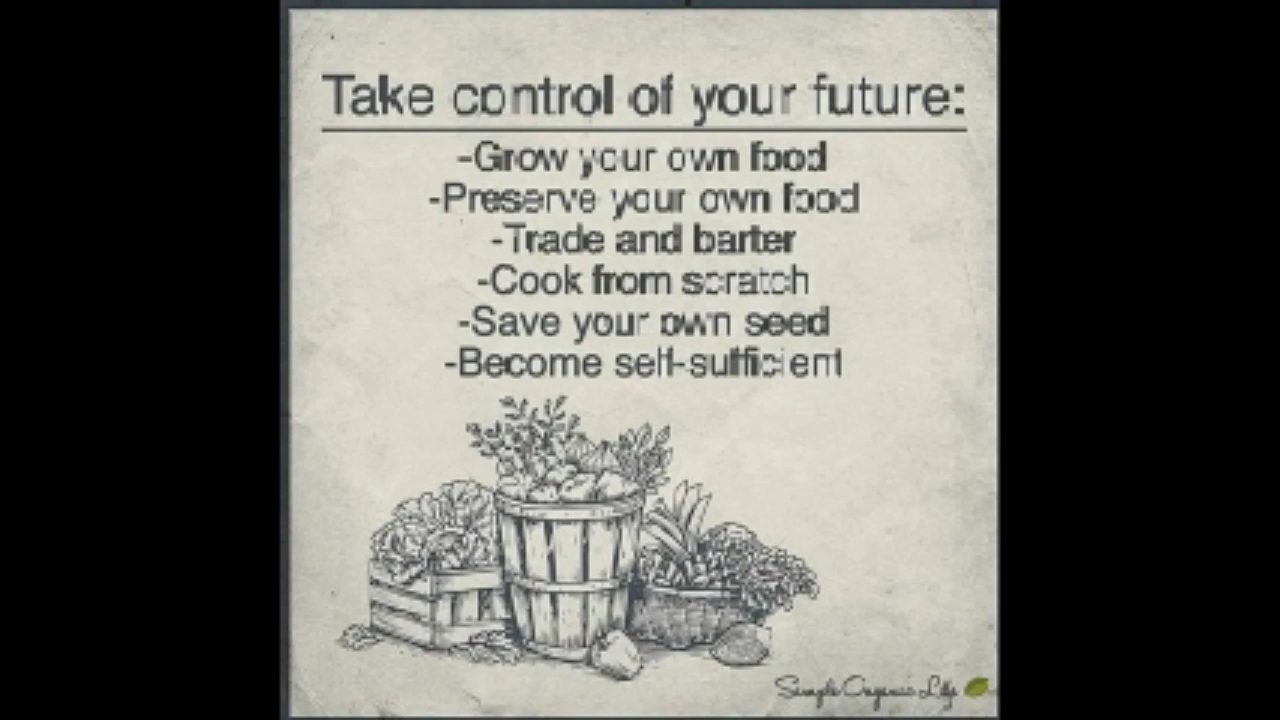 Take control of your future:
-Grow your own food
-Preserve your own food
-Trade and barter
-Cook from scratch
-Save your own seed
-Become self-sufficient
Simple Organic Life